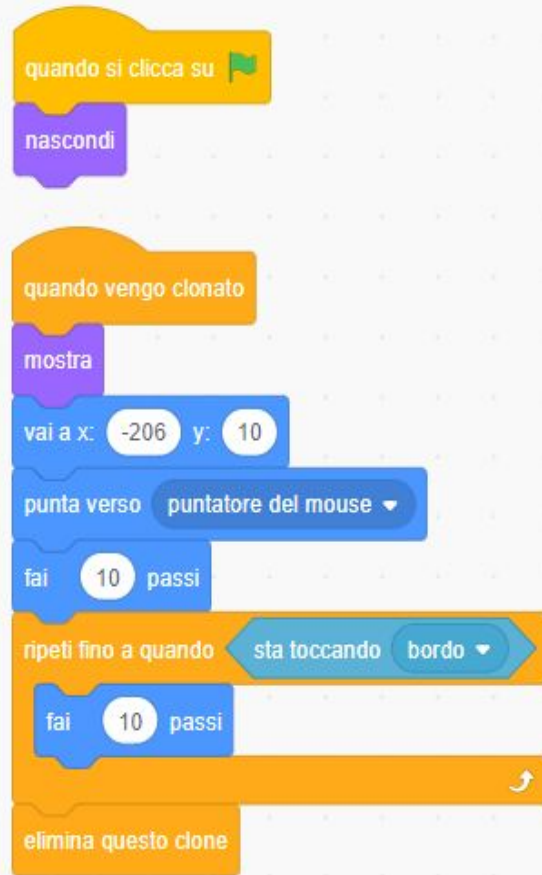 quando si clicca su
nascondi
quando vengo clonato
mostra
vai a x: -206 y: 10
punta verso puntatore del mouse
fai 10 passi
ripeti fino a quando sta toccando bordo
fai 10 passi
elimina questo clone